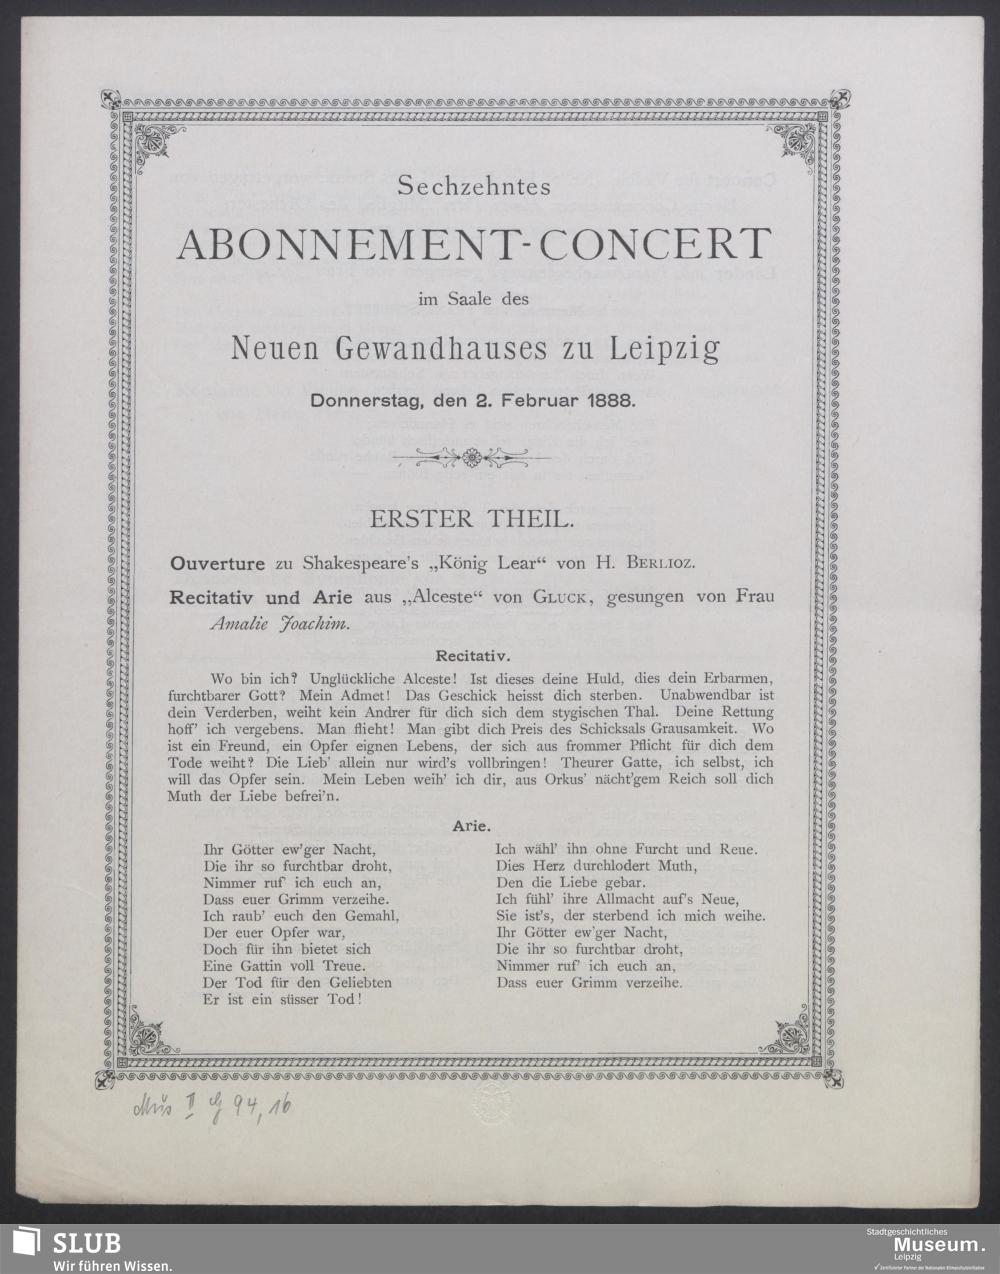 Sechzehntes
ABONNEMENT-CONCERT
im Saale des
Neuen Gewandhauses zu Leipzig
Donnerstag, den 2. Februar 1888.
ERSTER THEIL.
Ouverture zu Shakespeare's „König Lear“ von H. BERLIOZ.
Recitativ und Arie aus „Alceste“ von GLUCK, gesungen von Frau
Amalie Joachim.
Recitativ.
Wo bin ich? Unglückliche Alceste! Ist dieses deine Huld, dies dein Erbarmen,
furchtbarer Gott? Mein Admet! Das Geschick heisst dich sterben. Unabwendbar ist
dein Verderben, weiht kein Andrer für dich sich dem stygischen Thal. Deine Rettung
hoff' ich vergebens. Man flieht! Man gibt dich Preis des Schicksals Grausamkeit. Wo
ist ein Freund, ein Opfer eignen Lebens, der sich aus frommer Pflicht für dich dem
Tode weiht? Die Lieb' allein nur wird's vollbringen! Theurer Gatte, ich selbst, ich
will das Opfer sein. Mein Leben weih' ich dir, aus Orkus' nächt'gem Reich soll dich
Muth der Liebe befrei'n.
Arie.
Ihr Götter ew'ger Nacht,
Die ihr so furchtbar droht,
Nimmer ruf' ich euch an,
Dass euer Grimm verzeihe.
Ich raub' euch den Gemahl,
Der euer Opfer war,
Doch für ihn bietet sich
Eine Gattin voll Treue.
Der Tod für den Geliebten
Er ist ein süsser Tod!
Ich wähl' ihn ohne Furcht und Reue.
Dies Herz durchlodert Muth,
Den die Liebe gebar.
Ich fühl' ihre Allmacht auf's Neue,
Sie ist's, der sterbend ich mich weihe.
Ihr Götter ew'ger Nacht,
Die ihr so furchtbar droht,
Nimmer ruf' ich euch an,
Dass euer Grimm verzeihe.
Mus II G 94, 16
SLUB
Wir führen Wissen.
Stadtgeschichtliches
Museum.
Leipzig
Zertifizierter Partner der Nationalen Klimaschutzinitiative